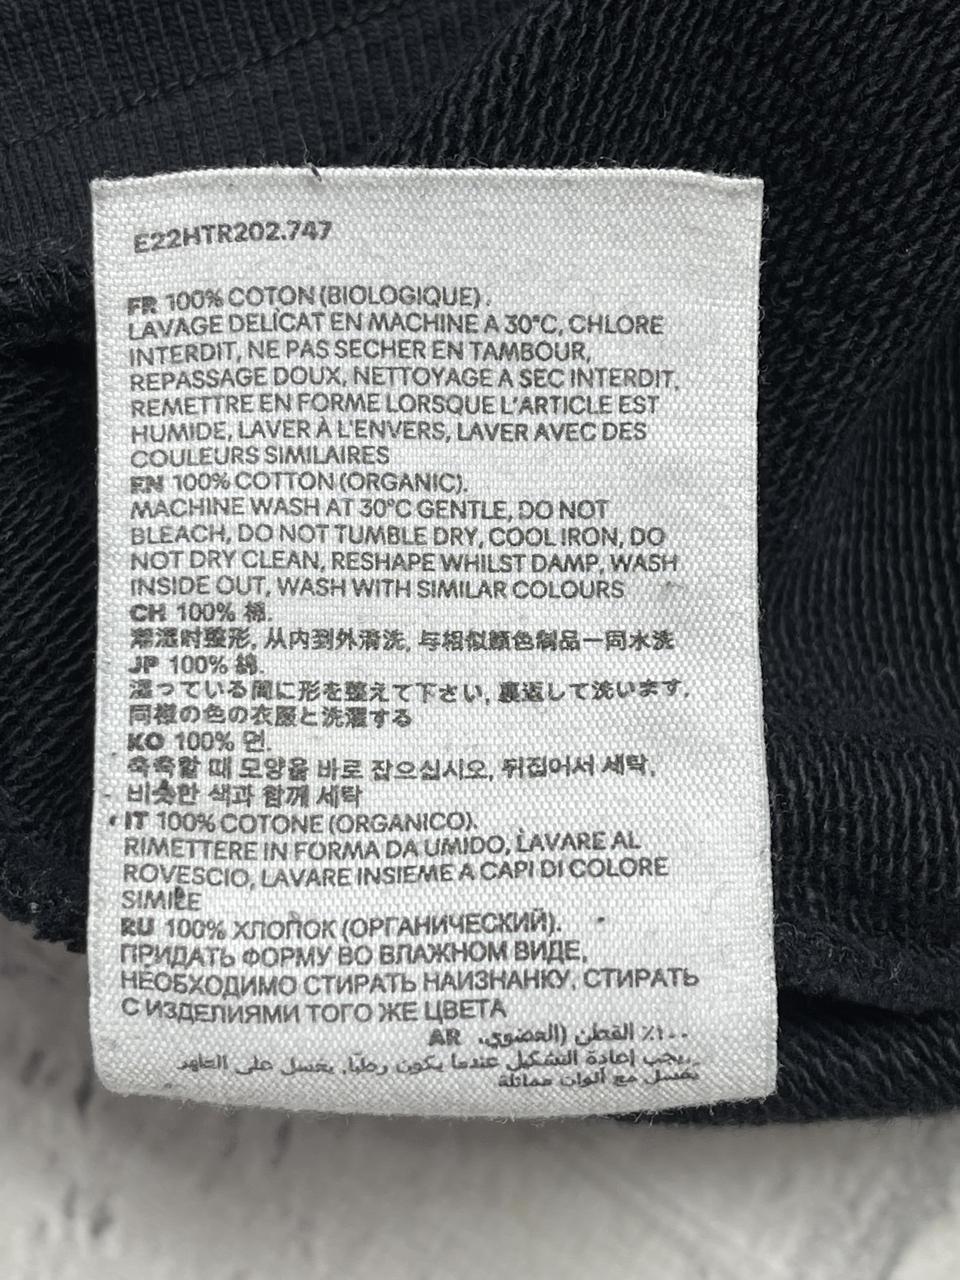 E22HTR202.747
FR 100% COTON (BIOLOGIQUE).
LAVAGE DELÌCAT EN MACHINE A 30°C, CHLORE
INTERDIT, NE PAS SECHER EN TAMBOUR,
REPASSAGE DOUX, NETTOYAGE A SEC INTERDIT,
REMETTRE EN FORME LORSQUE L'ARTICLE EST
HUMIDE, LAVER À L'ENVERS, LAVER AVEC DES
COULEURS SIMILAIRES
EN 100% COTTON (ORGANIC).
MACHINE WASH AT 30°C GENTLE, DO NOT
BLEACH, DO NOT TUMBLE DRY, COOL IRON, DO
NOT DRY CLEAN, RESHAPE WHILST DAMP, WASH
INSIDE OUT, WASH WITH SIMILAR COLOURS
CH 100% 棉.
潮湿时整形, 从内到外清洗, 与相似颜色制品一同水洗
JP 100% 綿.
湿っている間に形を整えて下さい, 裏返して洗います,
同様の色の衣服と洗濯する
KO 100% 면.
축축할 때 모양을 바로 잡으십시오, 뒤집어서 세탁,
비슷한 색과 함께 세탁
IT 100% COTONE (ORGANICO).
RIMETTERE IN FORMA DA UMIDO, LAVARE AL
ROVESCIO, LAVARE INSIEME A CAPI DI COLORE
SIMILE
RU 100% ХЛОПОК (ОРГАНИЧЕСКИЙ).
ПРИДАТЬ ФОРМУ ВО ВЛАЖНОМ ВИДЕ,
НЕОБХОДИМО СТИРАТЬ НАИЗНАНКУ, СТИРАТЬ
С ИЗДЕЛИЯМИ ТОГО ЖЕ ЦВЕТА
١٠٠٪ القطن (العضوي). AR
يجب إعادة التشكيل عندما يكون رطبًا, يغسل على الظهر,
تغسل مع ألوان مماثلة